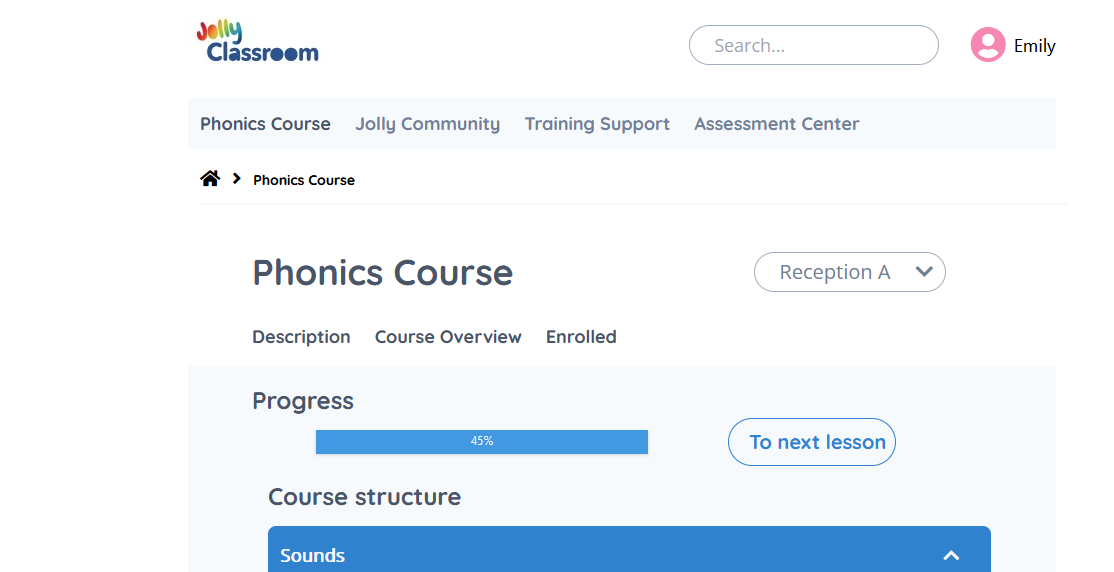 Jolly
Classroom
Search...
Emily
Phonics Course Jolly Community Training Support Assessment Center
Phonics Course
Phonics Course
Reception A
Description Course Overview Enrolled
Progress
45%
To next lesson
Course structure
Sounds